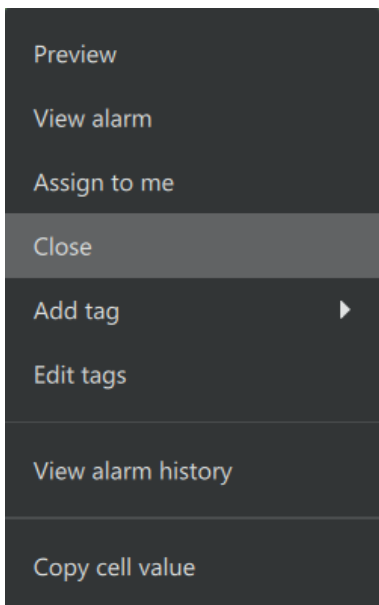 Preview
View alarm
Assign to me
Close
Add tag
Edit tags
View alarm history
Copy cell value